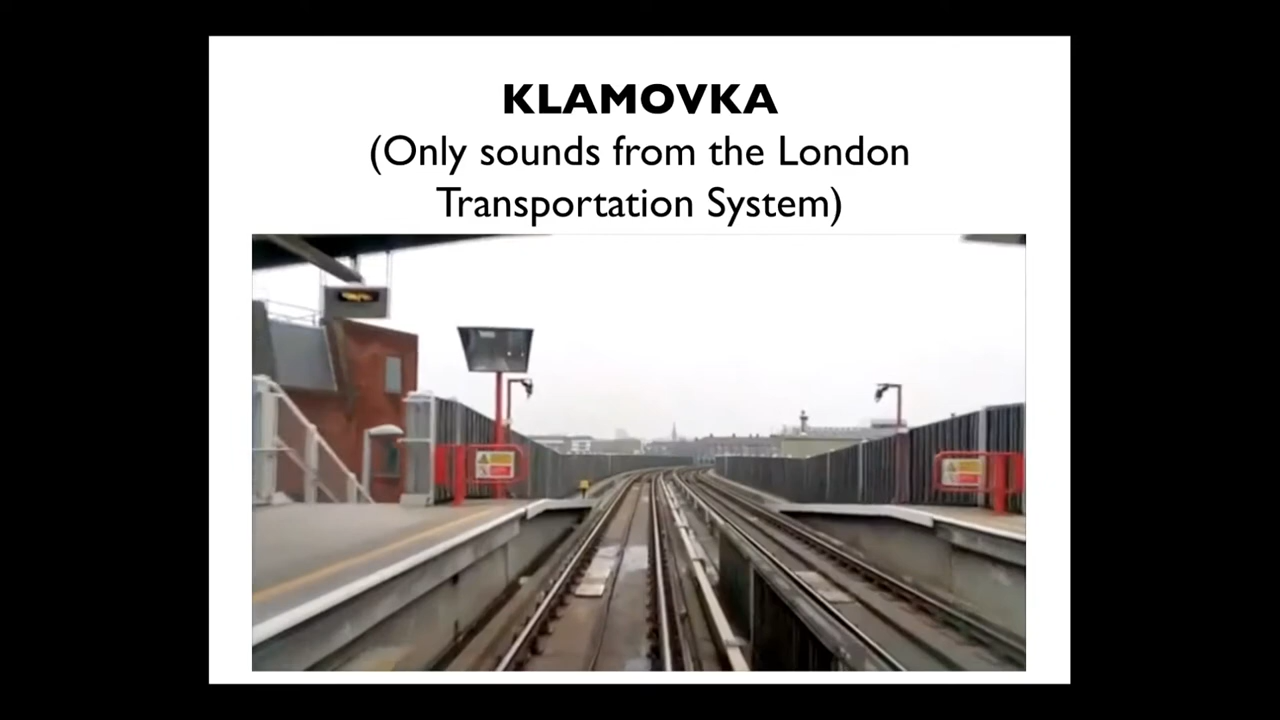 KLAMOVKA
(Only sounds from the London
Transportation System)